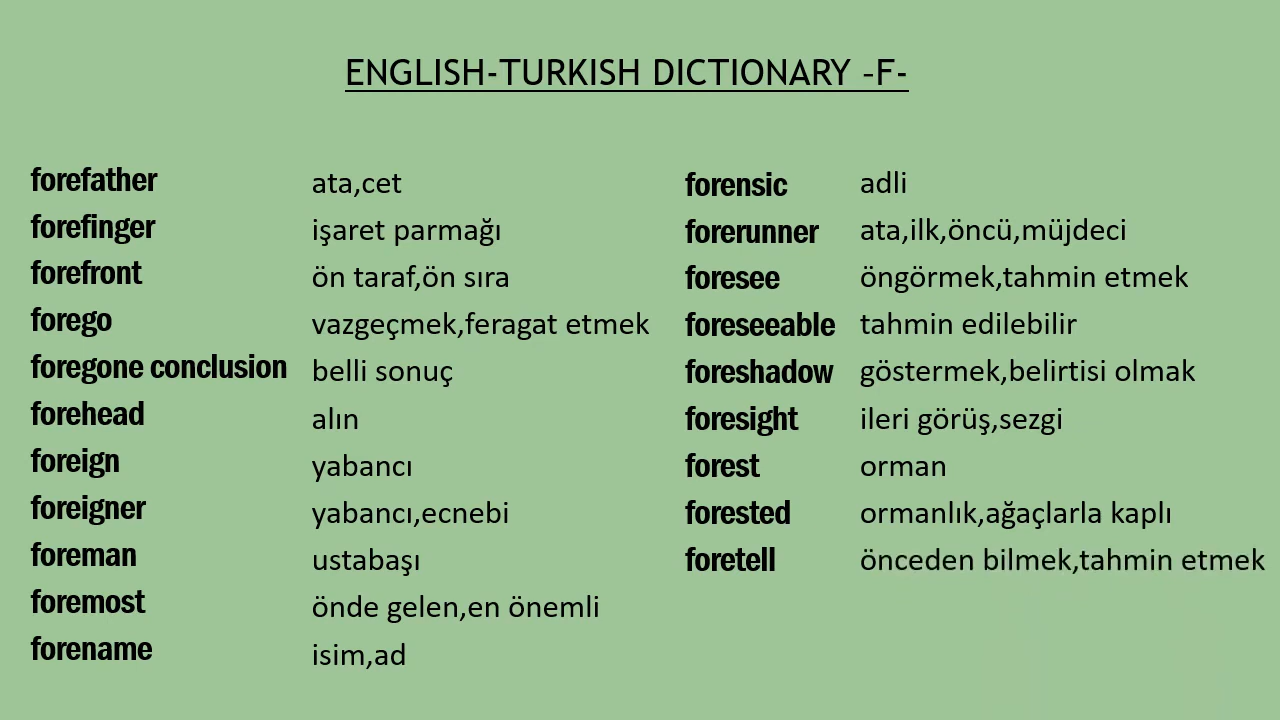 ENGLISH-TURKISH DICTIONARY –F-
forefather ata,cet
forefinger işaret parmağı
forefront ön taraf,ön sıra
forego vazgeçmek,feragat etmek
foregone conclusion belli sonuç
forehead alın
foreign yabancı
foreigner yabancı,ecnebi
foreman ustabaşı
foremost önde gelen,en önemli
forename isim,ad
forensic adli
forerunner ata,ilk,öncü,müjdeci
foresee öngörmek,tahmin etmek
foreseeable tahmin edilebilir
foreshadow göstermek,belirtisi olmak
foresight ileri görüş,sezgi
forest orman
forested ormanlık,ağaçlarla kaplı
foretell önceden bilmek,tahmin etmek